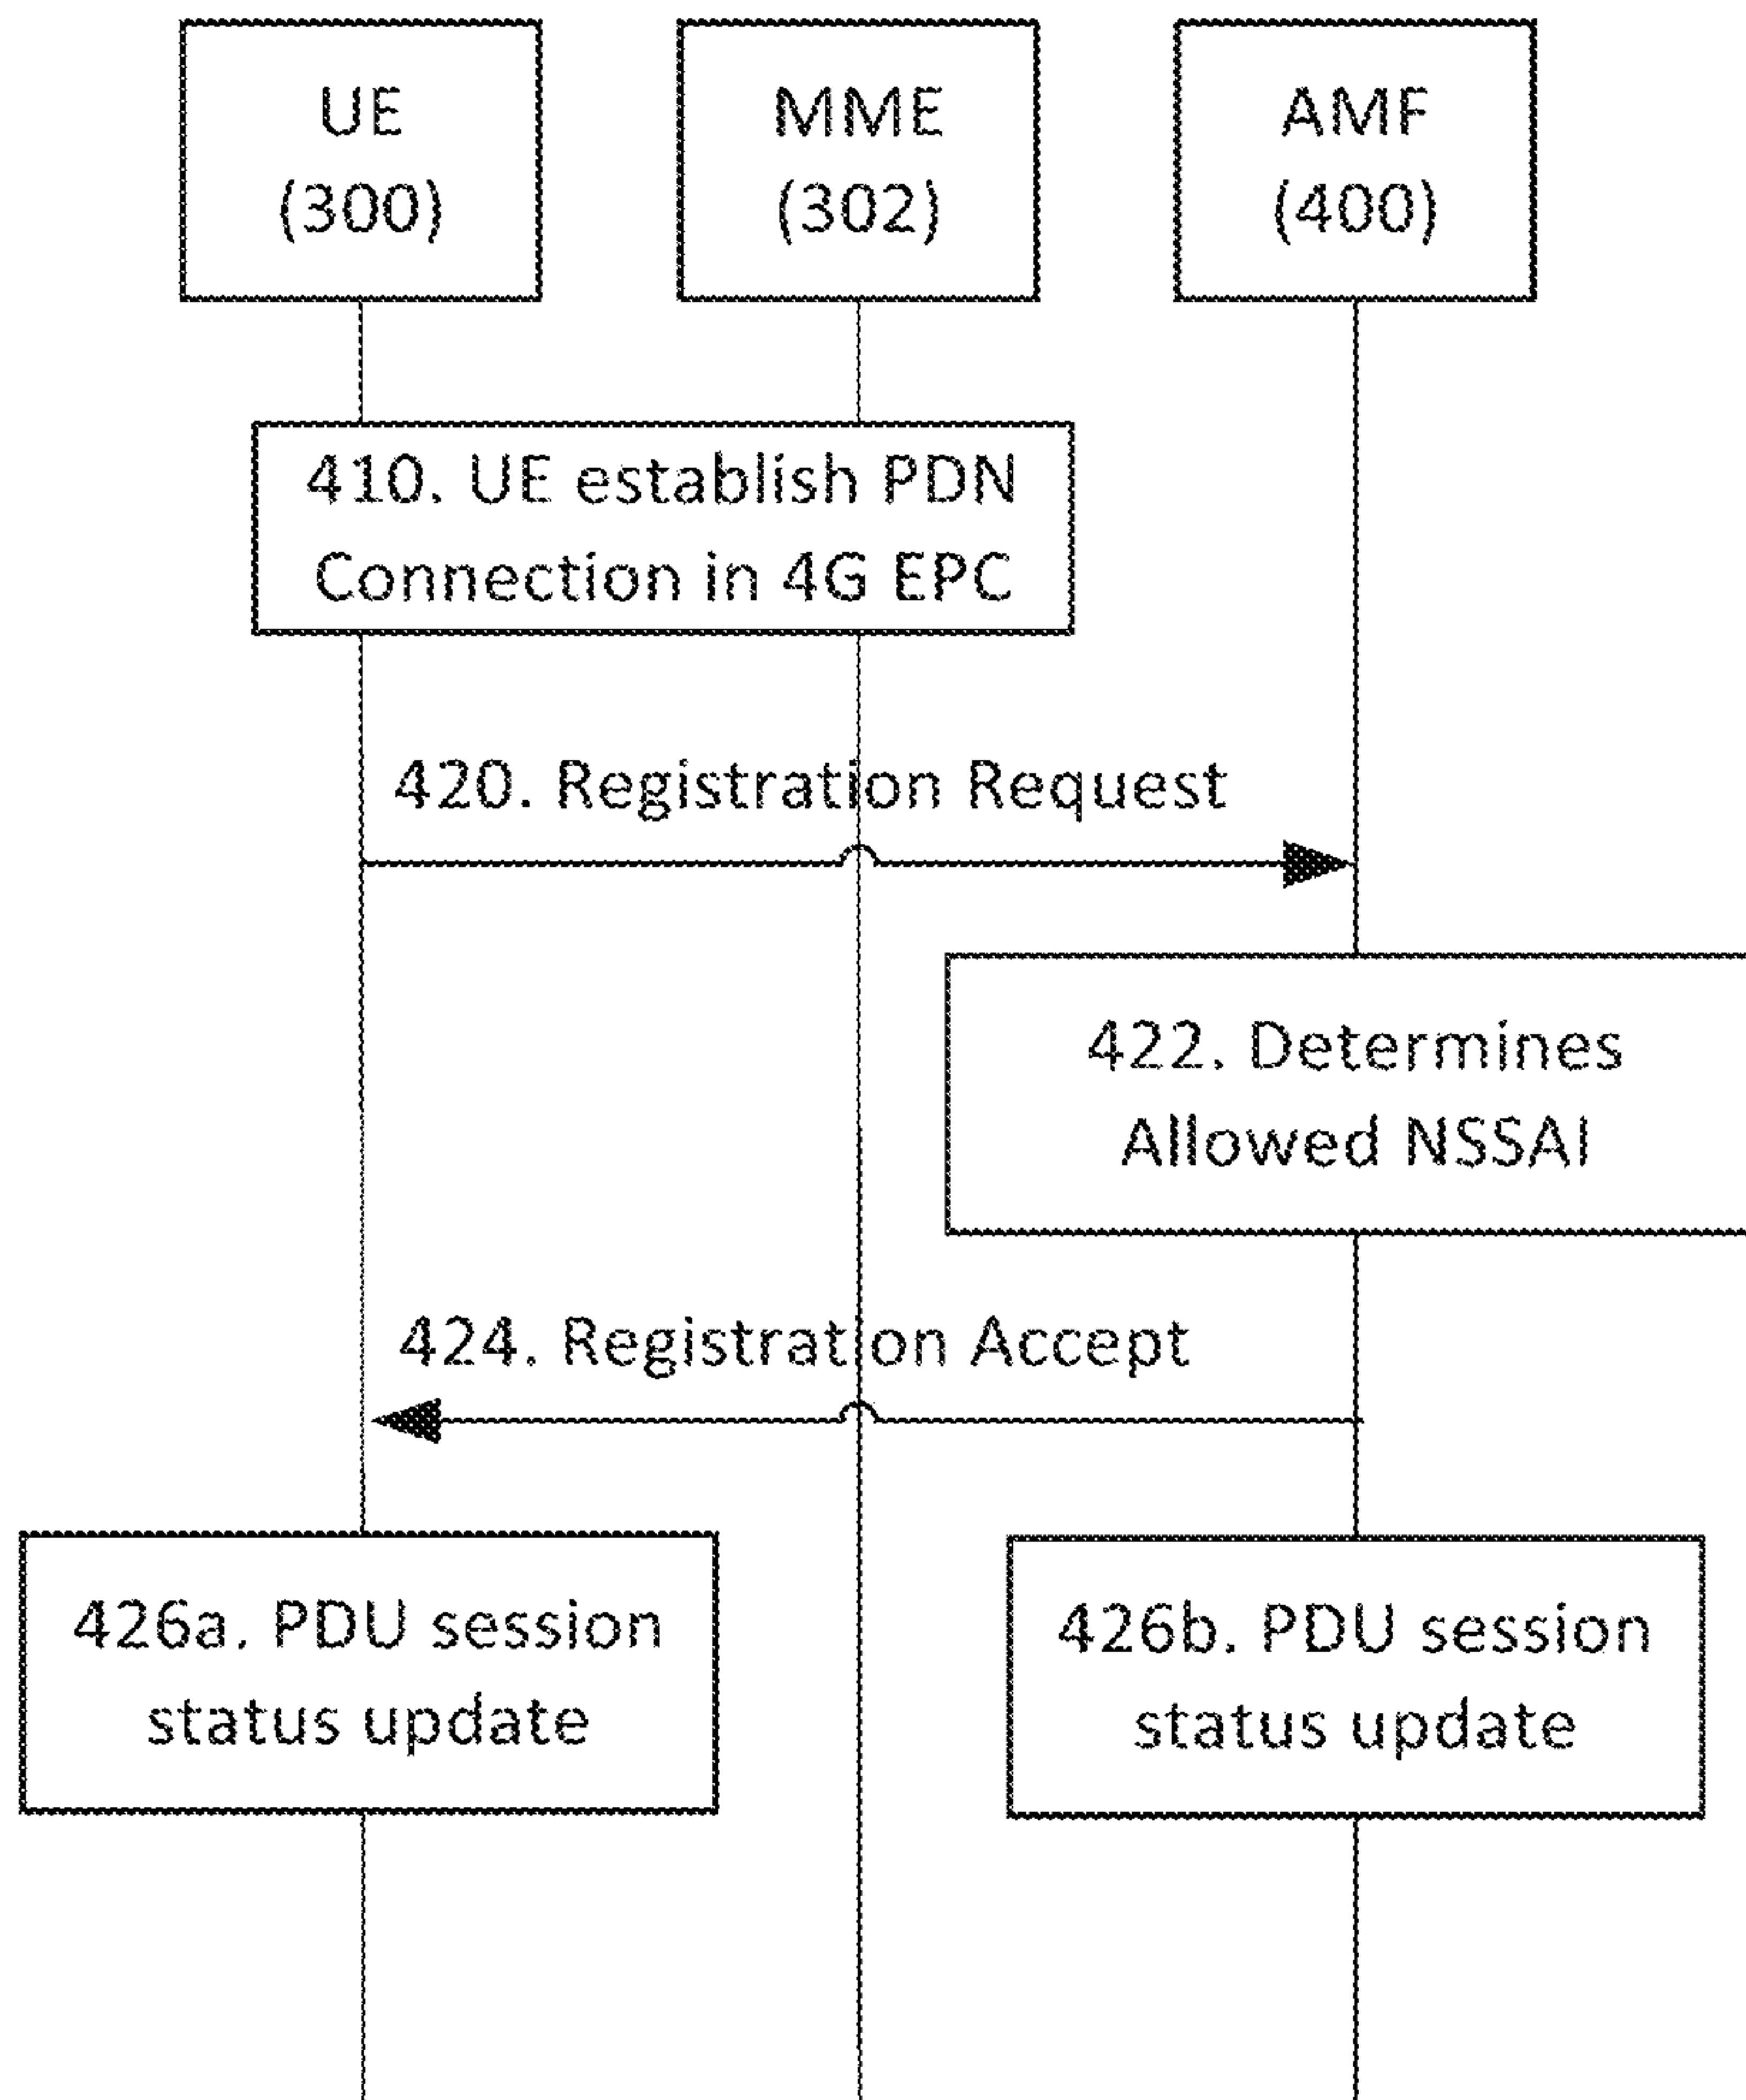 UE
(300)
MME
(302)
AMF
(400)
410. UE establish PDN
Connection in 4G EPC
420. Registration Request
422. Determines
Allowed NSSAI
424. Registration Accept
426a. PDU session
status update
426b. PDU session
status update